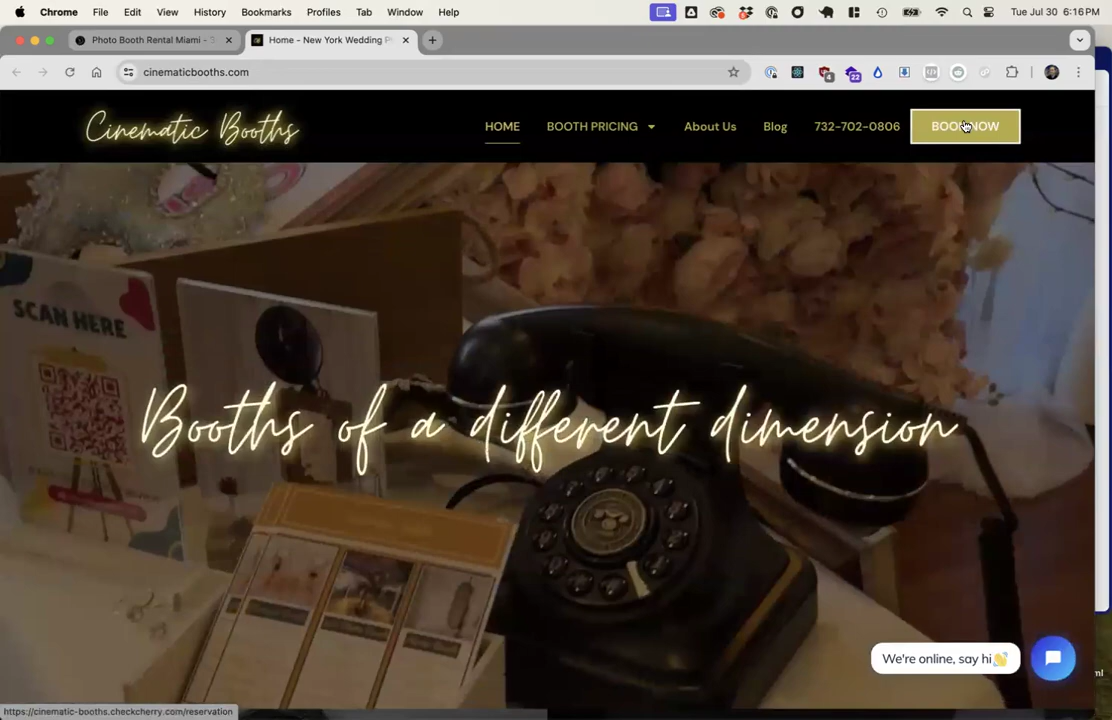 Chrome File Edit View History Bookmarks Profiles Tab Window Help Tue Jul 30 6:16 PM
Photo Booth Rental Miami - Home - New York Wedding
cinematicbooths.com
4 22
Cinematic Booths HOME BOOTH PRICING About Us Blog 732-702-0806 BOOK NOW
SCAN HERE
Booths of a different dimension
We're online, say hi👋
https://cinematic-booths.checkcherry.com/reservation